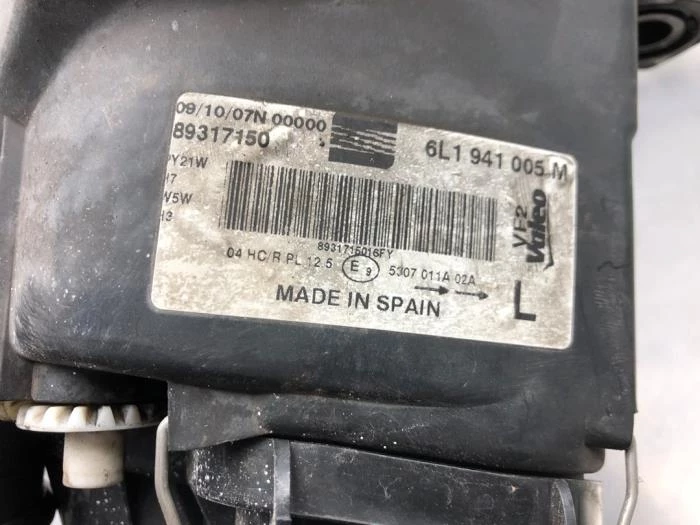 09/10/07N 00000
89317150
6L1 941 005 M
PY21W
H7
W5W
H3
8931715016FY
VF2
Valeo
04 HC/R PL 12.5 E9 5307 011A 02A
MADE IN SPAIN
L